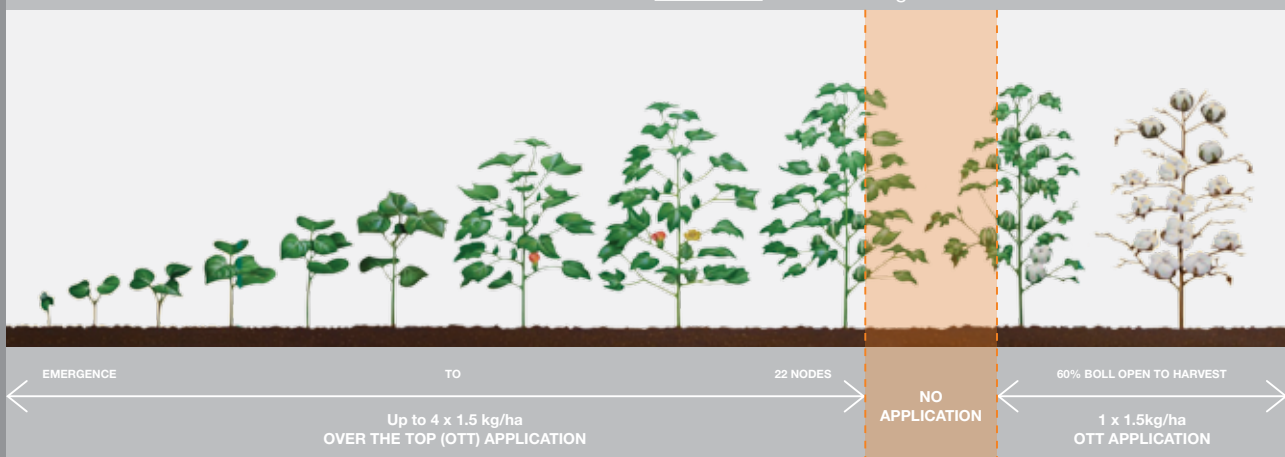 EMERGENCE TO 22 NODES
Up to 4 x 1.5 kg/ha
OVER THE TOP (OTT) APPLICATION
NO
APPLICATION
60% BOLL OPEN TO HARVEST
1 x 1.5kg/ha
OTT APPLICATION